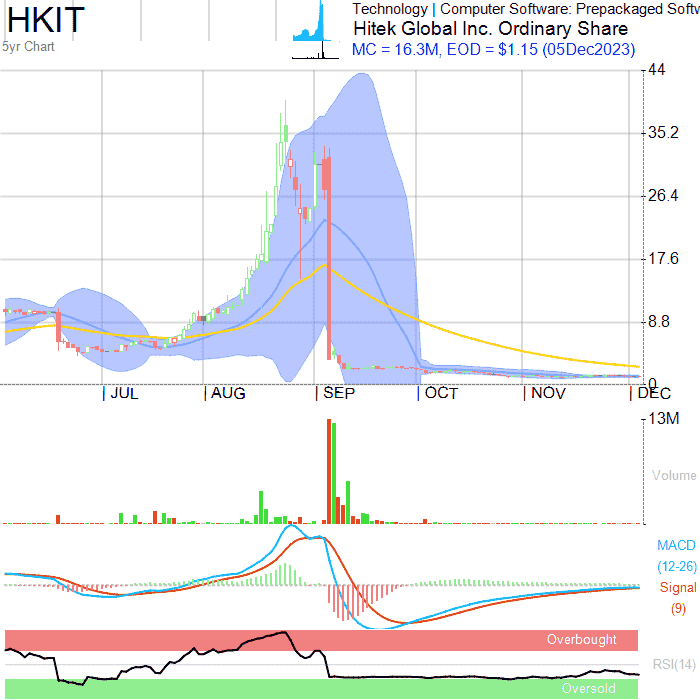 HKIT
5yr Chart
Technology | Computer Software: Prepackaged Softw
Hitek Global Inc. Ordinary Share
MC = 16.3M, EOD = $1.15 (05Dec2023)
44
35.2
26.4
17.6
8.8
0
JUL AUG SEP OCT NOV DEC
13M
Volume
MACD
(12-26)
Signal
(9)
Overbought
RSI(14)
Oversold